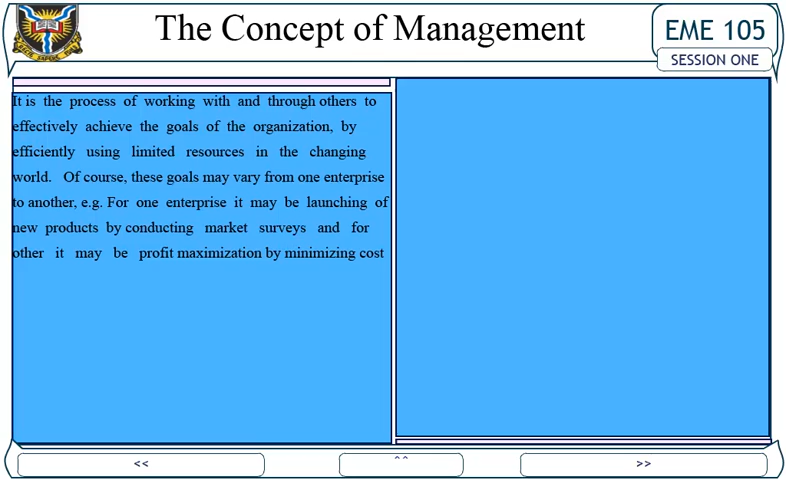 The Concept of Management
EME 105
SESSION ONE
It is the process of working with and through others to
effectively achieve the goals of the organization, by
efficiently using limited resources in the changing
world. Of course, these goals may vary from one enterprise
to another, e.g. For one enterprise it may be launching of
new products by conducting market surveys and for
other it may be profit maximization by minimizing cost
<<
^^
>>